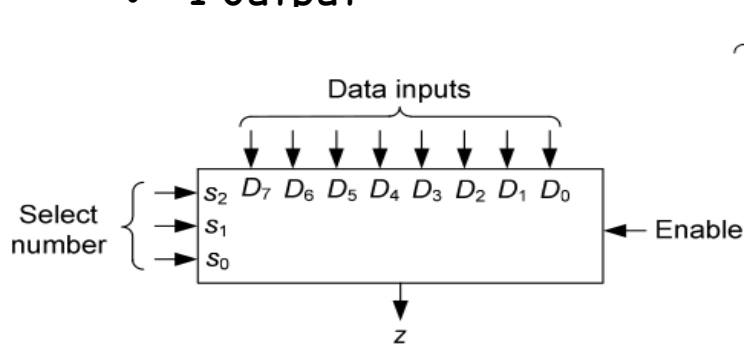 Data inputs
s2 D7 D6 D5 D4 D3 D2 D1 D0
Select
number
s1
s0
Enable
z